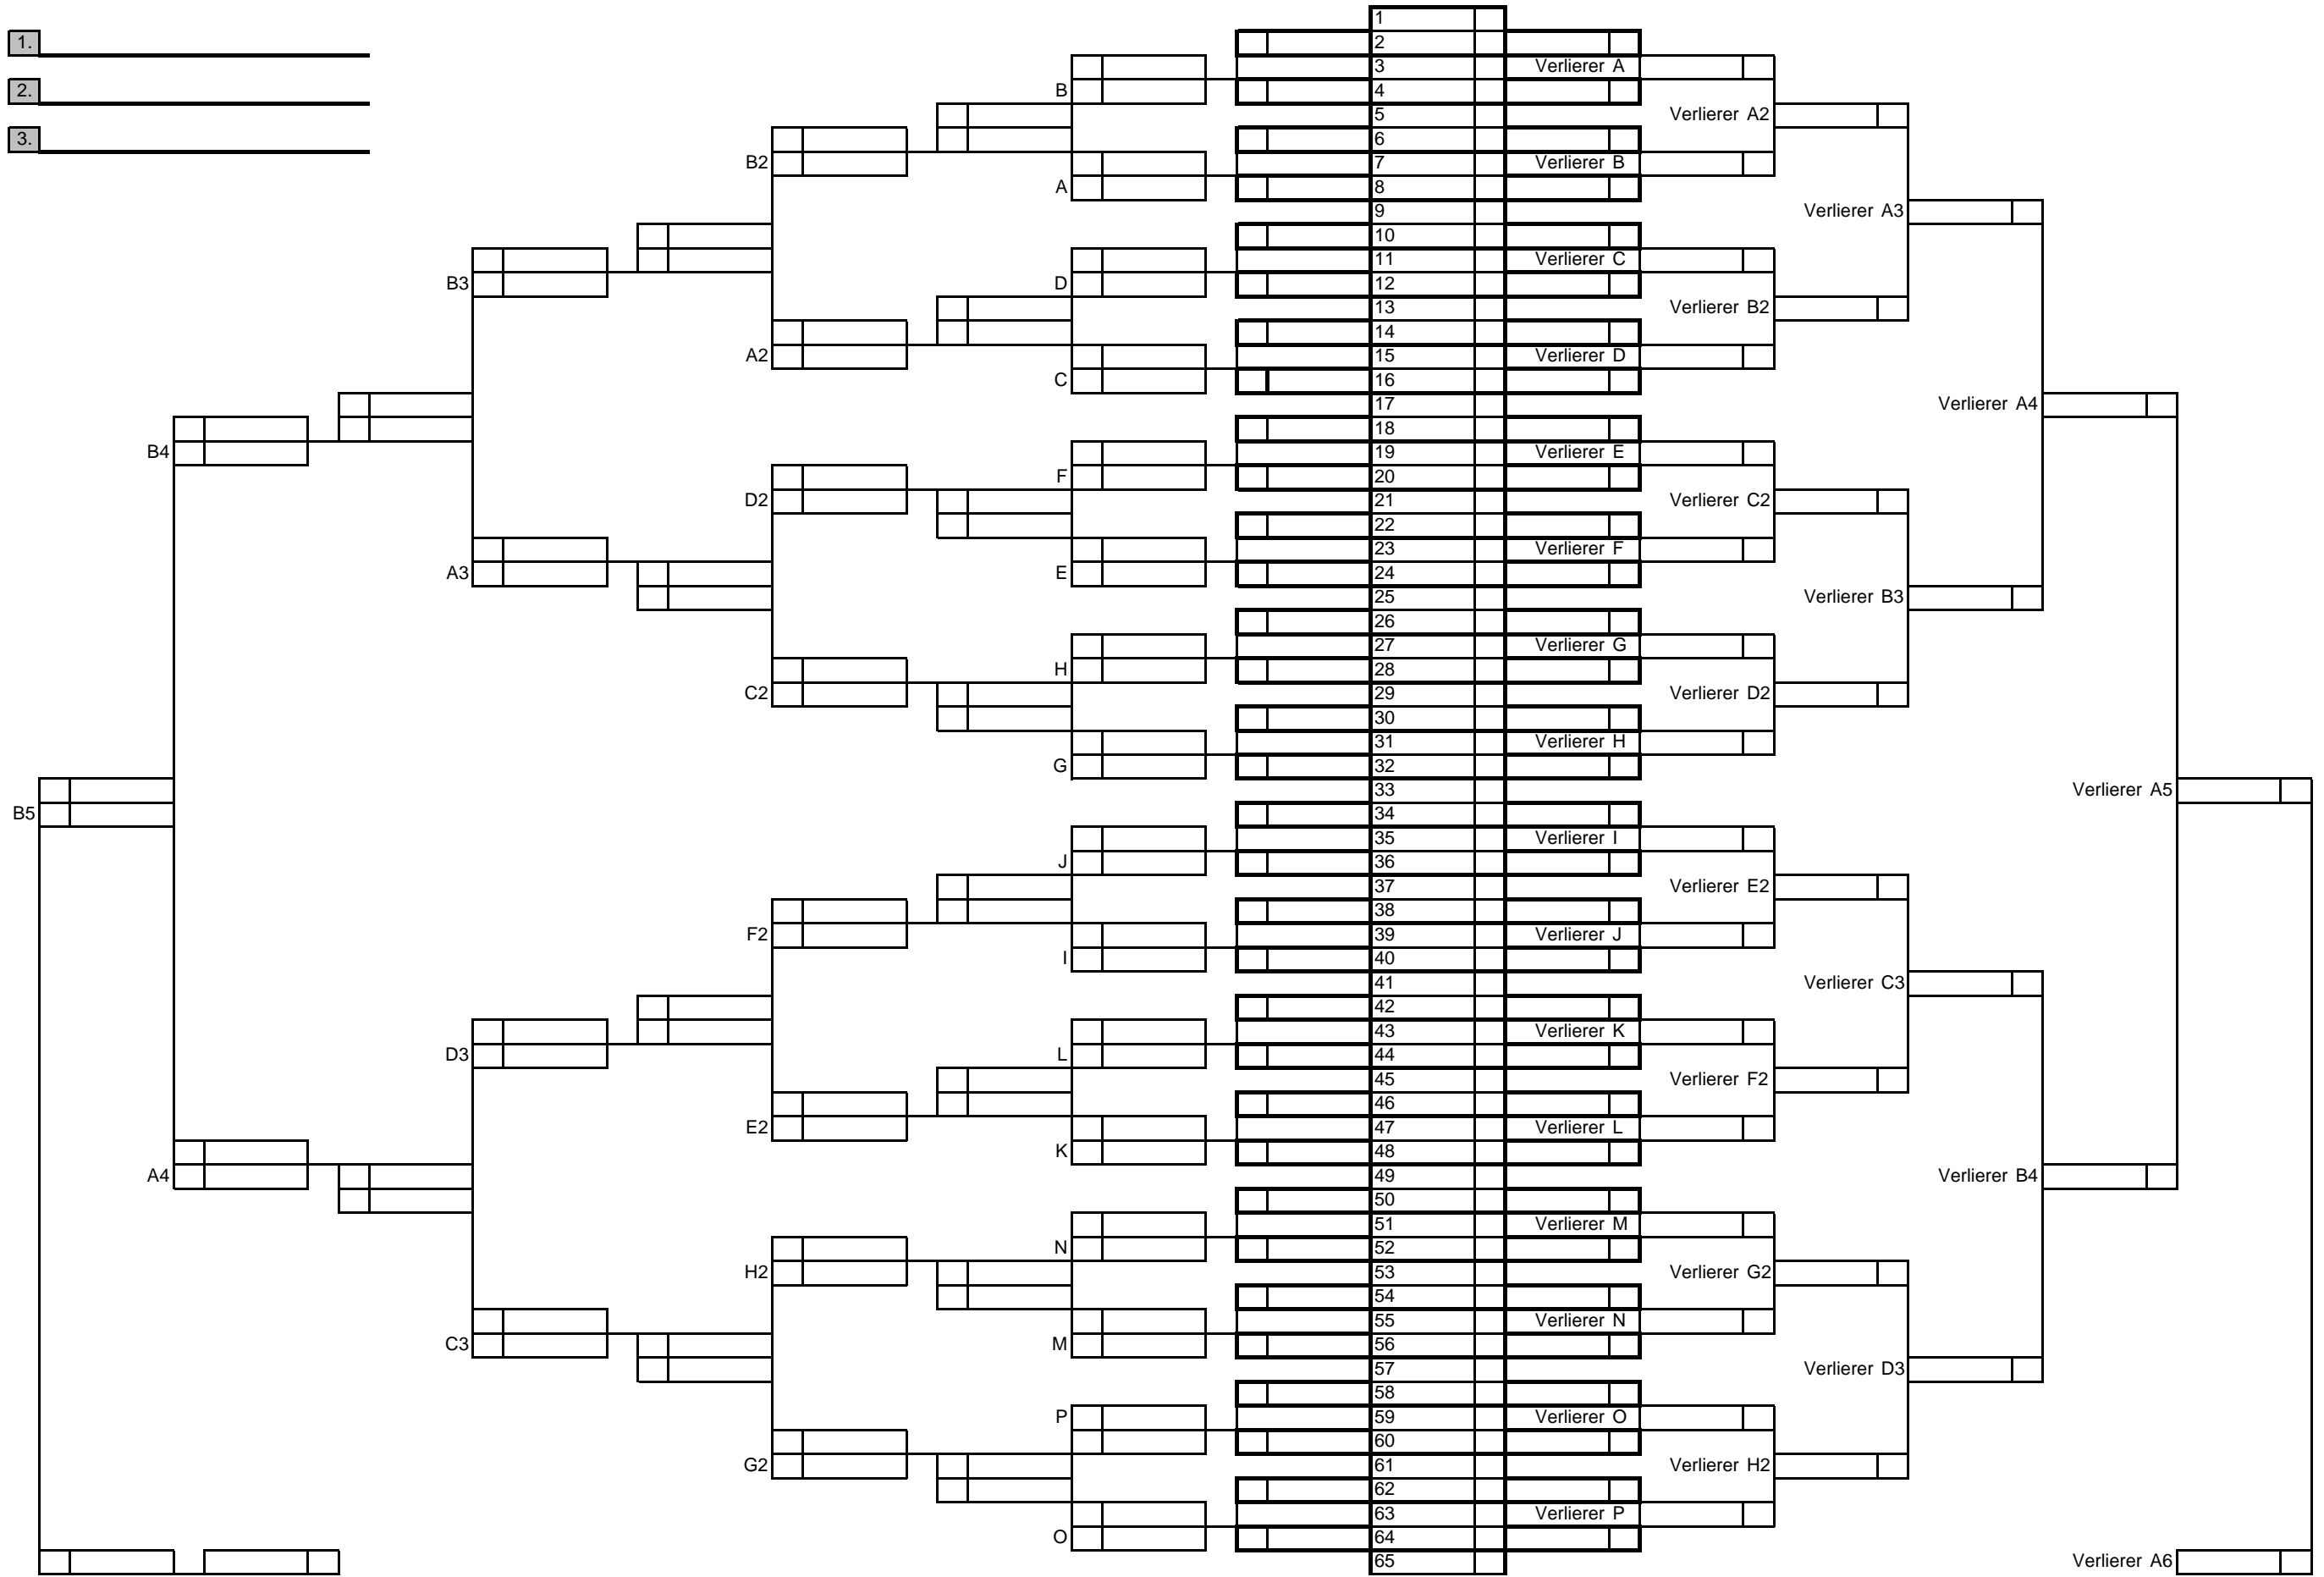 1
1. 2
3 Verlierer A
2. B 4
5 Verlierer A2
3. 6
B2 7 Verlierer B
A 8
9 Verlierer A3
10
11 Verlierer C
B3 D 12
13 Verlierer B2
14
A2 15 Verlierer D
C 16
17 Verlierer A4
18
B4 19 Verlierer E
F 20
D2 21 Verlierer C2
22
23 Verlierer F
A3 E 24
25 Verlierer B3
26
27 Verlierer G
H 28
C2 29 Verlierer D2
30
31 Verlierer H
G 32
33 Verlierer A5
B5 34
35 Verlierer I
J 36
37 Verlierer E2
38
F2 39 Verlierer J
I 40
41 Verlierer C3
42
43 Verlierer K
D3 L 44
45 Verlierer F2
46
E2 47 Verlierer L
K 48
A4 49 Verlierer B4
50
51 Verlierer M
N 52
H2 53 Verlierer G2
54
55 Verlierer N
C3 M 56
57 Verlierer D3
58
P 59 Verlierer O
60
G2 61 Verlierer H2
62
63 Verlierer P
O 64
65 Verlierer A6